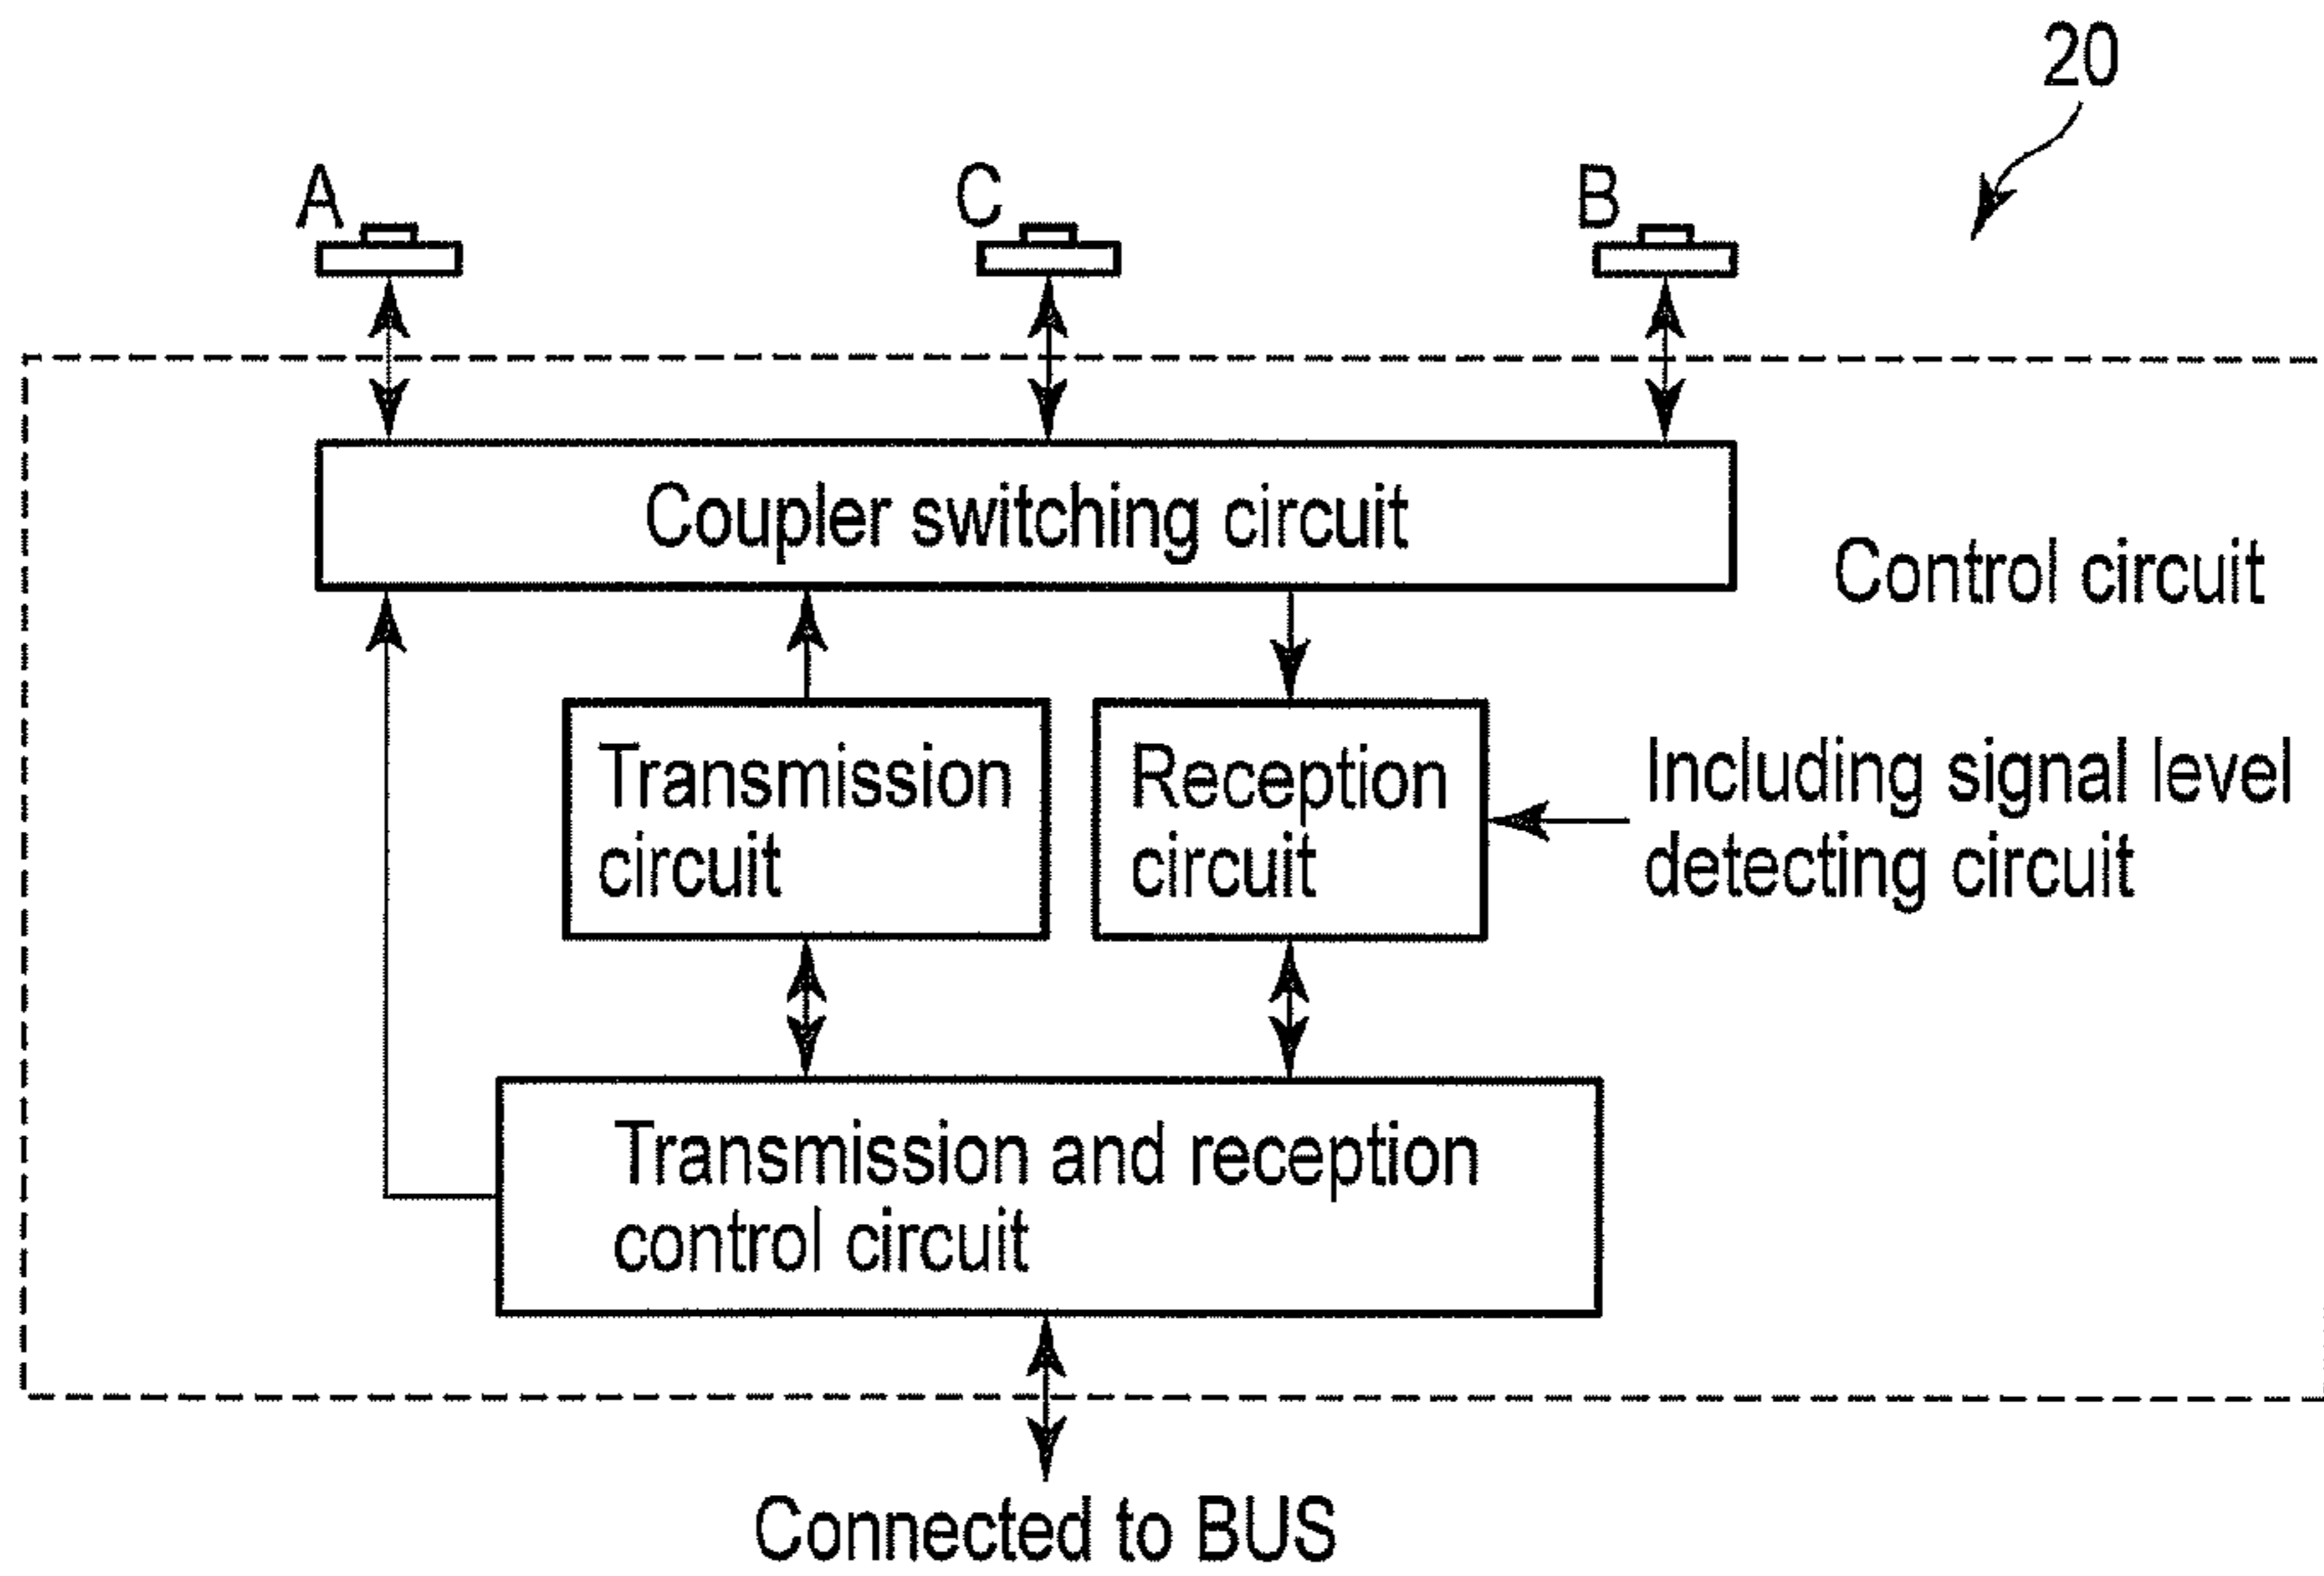 20
A
C
B
Coupler switching circuit
Control circuit
Transmission
circuit
Reception
circuit
Including signal level
detecting circuit
Transmission and reception
control circuit
Connected to BUS